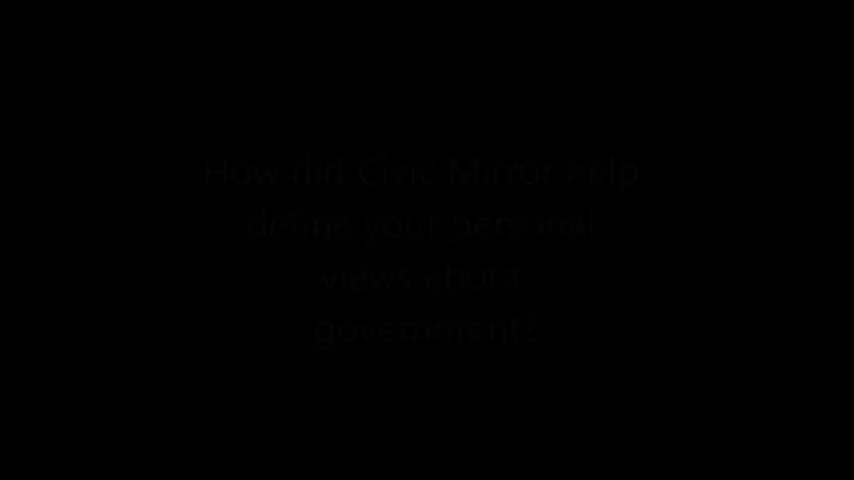 How did Civic Mirror help
define your personal
views about
government?